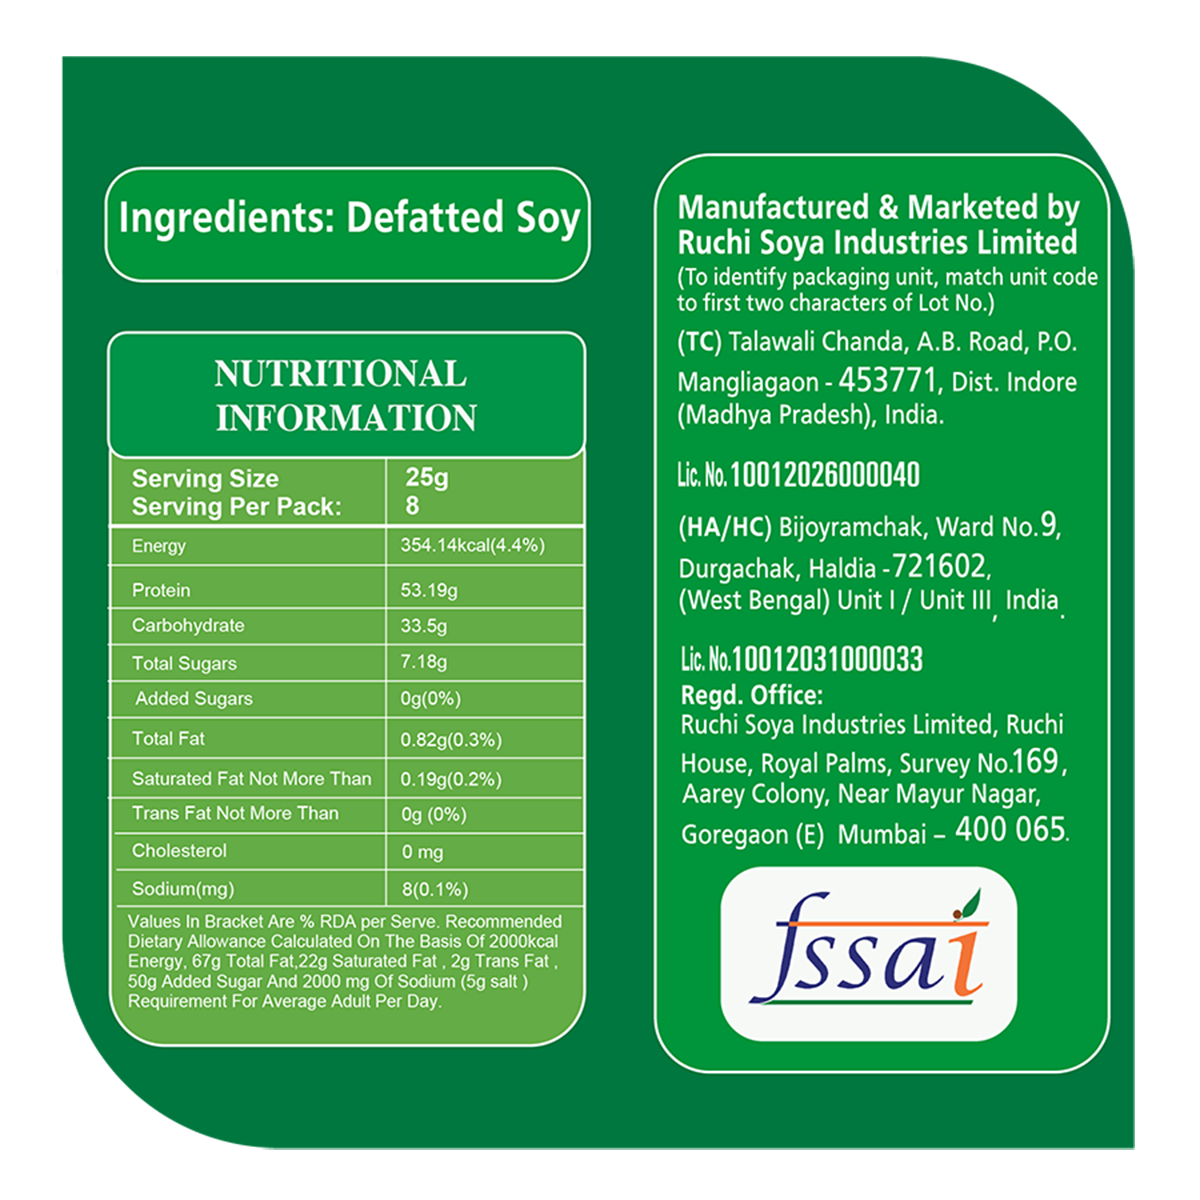 Ingredients: Defatted Soy
NUTRITIONAL
INFORMATION
Serving Size 25g
Serving Per Pack: 8
Energy 354.14kcal(4.4%)
Protein 53.19g
Carbohydrate 33.5g
Total Sugars 7.18g
Added Sugars 0g(0%)
Total Fat 0.82g(0.3%)
Saturated Fat Not More Than 0.19g(0.2%)
Trans Fat Not More Than 0g (0%)
Cholesterol 0 mg
Sodium(mg) 8(0.1%)
Values In Bracket Are % RDA per Serve. Recommended
Dietary Allowance Calculated On The Basis Of 2000kcal
Energy, 67g Total Fat,22g Saturated Fat , 2g Trans Fat ,
50g Added Sugar And 2000 mg Of Sodium (5g salt )
Requirement For Average Adult Per Day.
Manufactured & Marketed by
Ruchi Soya Industries Limited
(To identify packaging unit, match unit code
to first two characters of Lot No.)
(TC) Talawali Chanda, A.B. Road, P.O.
Mangliagaon - 453771, Dist. Indore
(Madhya Pradesh), India.
Lic. No. 10012026000040
(HA/HC) Bijoyramchak, Ward No.9,
Durgachak, Haldia -721602,
(West Bengal) Unit I / Unit III, India.
Lic. No.10012031000033
Regd. Office:
Ruchi Soya Industries Limited, Ruchi
House, Royal Palms, Survey No.169,
Aarey Colony, Near Mayur Nagar,
Goregaon (E) Mumbai – 400 065.
fssai